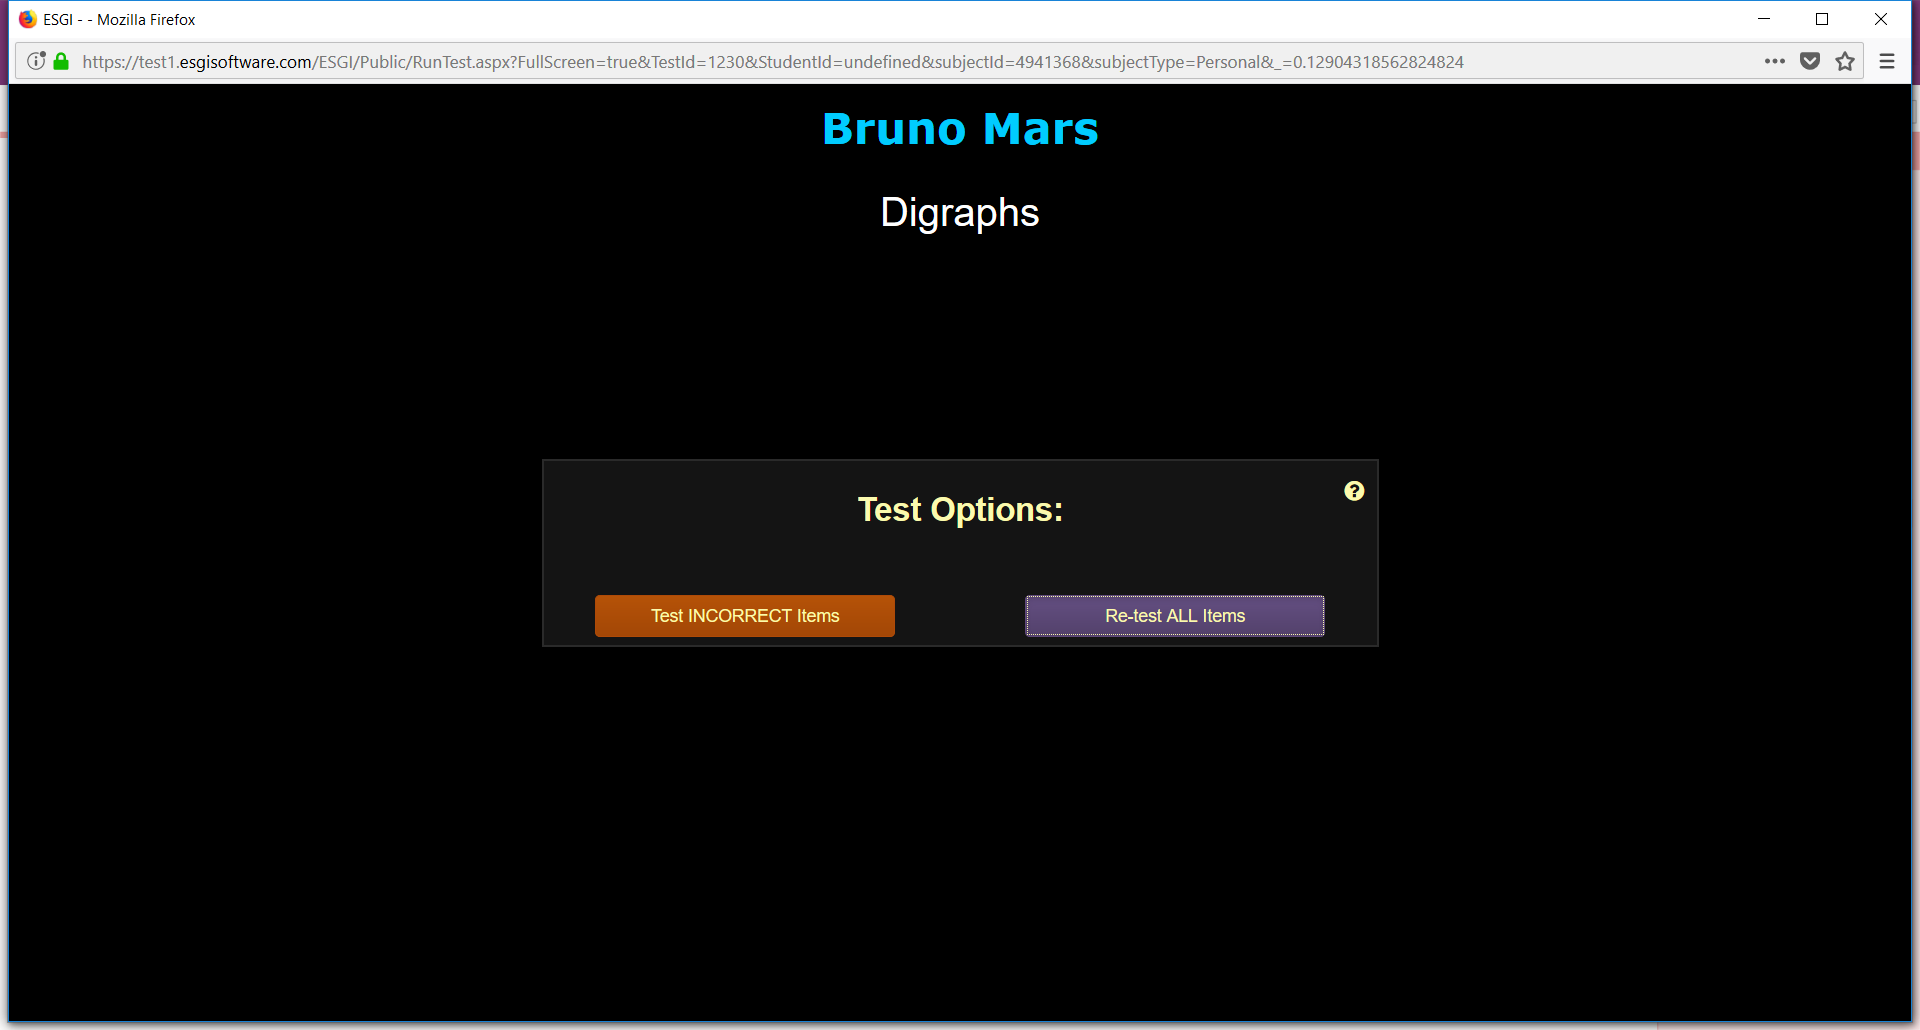 ESGI - - Mozilla Firefox
https://test1.esgisoftware.com/ESGI/Public/RunTest.aspx?FullScreen=true&TestId=1230&StudentId=undefined&subjectId=4941368&subjectType=Personal&_=0.12904318562824824
Bruno Mars
Digraphs
Test Options:
?
Test INCORRECT Items
Re-test ALL Items